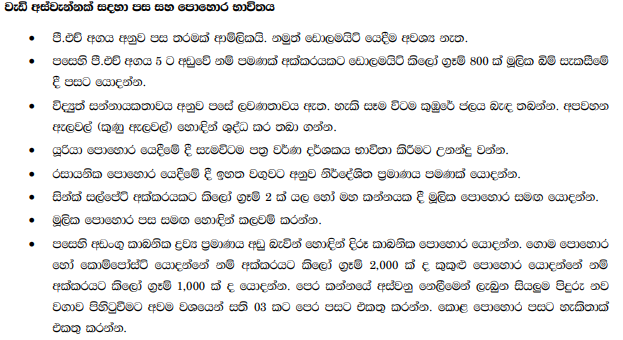 වැඩි අස්වැන්නක් සඳහා පස සහ පොහොර භාවිතය
• පී.එච් අගය අනුව පස තරමක් ආම්ලිකයි. නමුත් ඩොලමයිට් යෙදීම අවශ්‍ය නැත.
• පසෙහි පී.එච් අගය 5 ට අඩුවේ නම් පමණක් අක්කරයකට ඩොලමයිට් කිලෝ ග්‍රෑම් 800 ක් මූලික බිම් සැකසීමේ
දී පසට යොදන්න.
• විද්‍යුත් සන්නායකතාවය අනුව පසේ ලවණතාවය ඇත. හැකි සෑම විටම කුඹුරේ ජලය බැඳ තබන්න. අපවහන
ඇලවල් (කුණු ඇලවල්) හොඳින් ශුද්ධ කර තබා ගන්න.
• යූරියා පොහොර යෙදීමේ දී සැමවිටම පත්‍ර වර්ණ දර්ශකය භාවිතා කිරීමට උනන්දු වන්න.
• රසායනික පොහොර යෙදීමේ දී ඉහත වගුවට අනුව නිර්දේශිත ප්‍රමාණය පමණක් යොදන්න.
• සින්ක් සල්පේට් අක්කරයකට කිලෝ ග්‍රෑම් 2 ක් යල හෝ මහ කන්නයක දී මූලික පොහොර සමඟ යොදන්න.
• මූලික පොහොර පස සමඟ හොඳින් කලවම් කරන්න.
• පසෙහි අඩංගු කාබනික ද්‍රව්‍ය ප්‍රමාණය අඩු බැවින් හොඳින් දිරූ කාබනික පොහොර යොදන්න. ගොම පොහොර
හෝ කොම්පෝස්ට් යොදන්නේ නම් අක්කරයට කිලෝ ග්‍රෑම් 2,000 ක් ද කුකුළු පොහොර යොදන්නේ නම්
අක්කරයට කිලෝ ග්‍රෑම් 1,000 ක් ද යොදන්න. පෙර කන්නයේ අස්වනු නෙලීමෙන් ලැබුන සියලුම පිදුරු නව
වගාව පිහිටුවීමට අවම වශයෙන් සති 03 කට පෙර පසට එකතු කරන්න. කොළ පොහොර පසට හැකිතාක්
එකතු කරන්න.